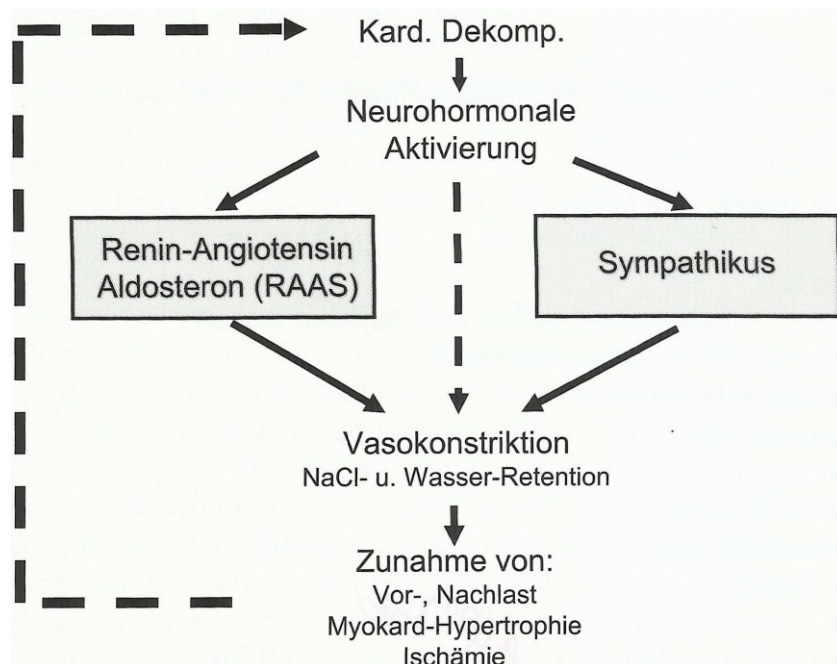 Kard. Dekomp.
Neurohormonale
Aktivierung
Renin-Angiotensin
Aldosteron (RAAS)
Sympathikus
Vasokonstriktion
NaCl- u. Wasser-Retention
Zunahme von:
Vor-, Nachlast
Myokard-Hypertrophie
Ischämie